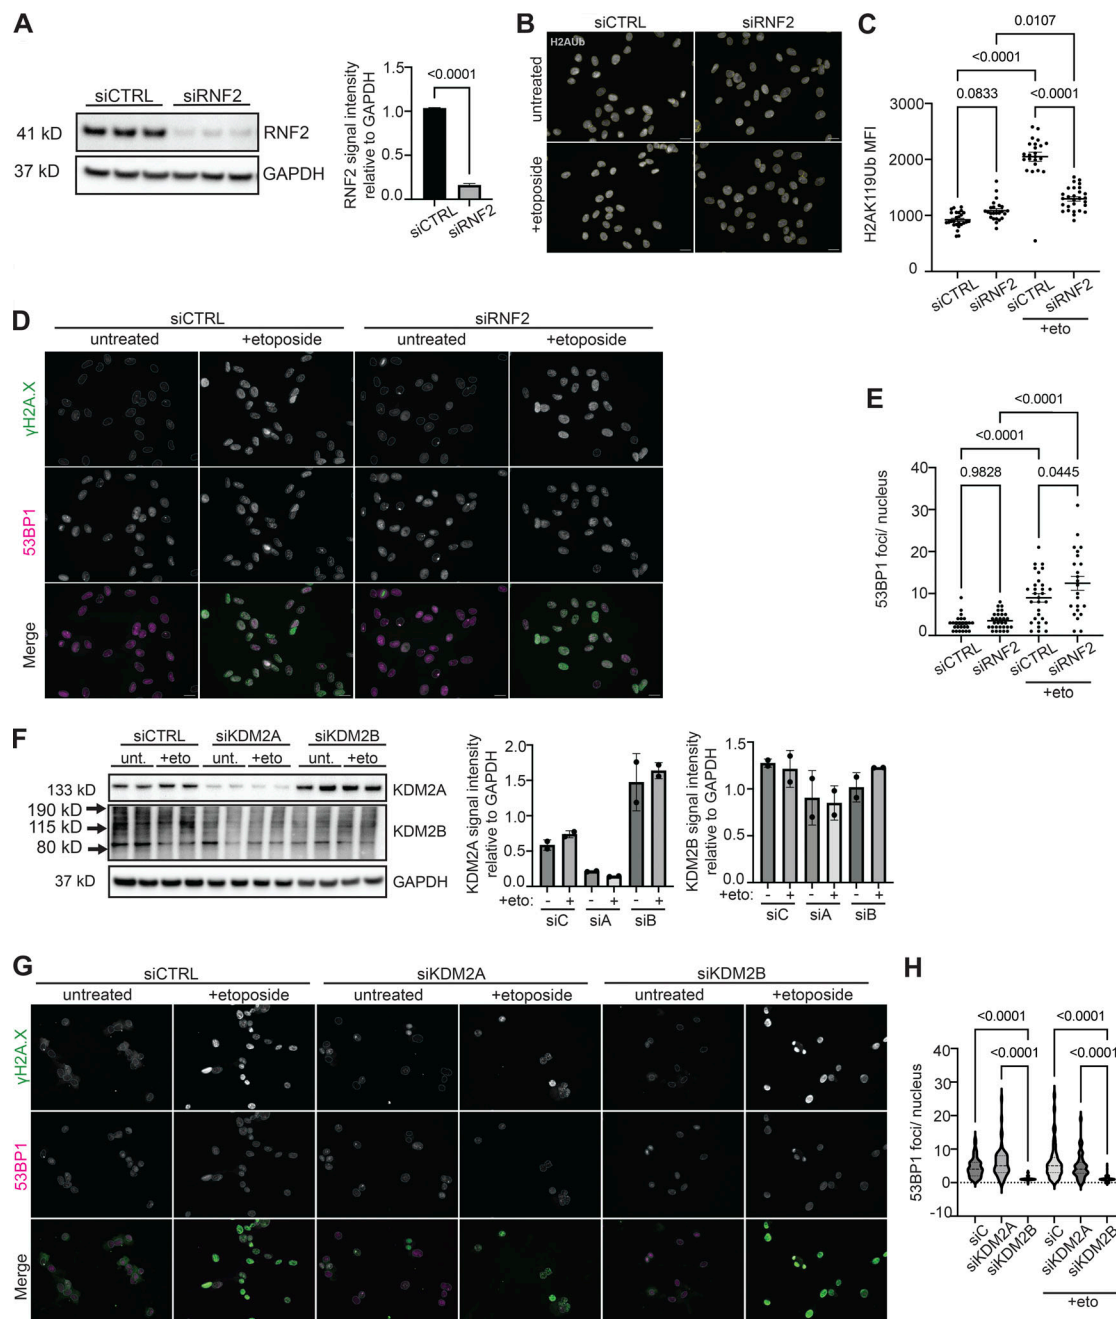 A
siCTRL siRNF2
41 kD
RNF2
37 kD
GAPDH
RNF2 signal intensity
relative to GAPDH
<0.0001
1.5
1.0
0.5
0.0
siCTRL
siRNF2
B
siCTRL siRNF2
H2AUb
untreated
+etoposide
C
0.0107
<0.0001
0.0833 <0.0001
H2AK119Ub MFI
3000
2000
1000
0
siCTRL
siRNF2
siCTRL
siRNF2
+eto
D
siCTRL siRNF2
untreated +etoposide untreated +etoposide
γH2A.X
53BP1
Merge
E
<0.0001
<0.0001
0.9828 0.0445
53BP1 foci/ nucleus
40
30
20
10
0
siCTRL
siRNF2
siCTRL
siRNF2
+eto
F
siCTRL siKDM2A siKDM2B
unt. +eto unt. +eto unt. +eto
133 kD
KDM2A
190 kD
115 kD
KDM2B
80 kD
37 kD
GAPDH
KDM2A signal intensity
relative to GAPDH
2.0
1.5
1.0
0.5
0.0
+eto: - + - + - +
siC siA siB
KDM2B signal intensity
relative to GAPDH
1.5
1.0
0.5
0.0
+eto: - + - + - +
siC siA siB
G
siCTRL siKDM2A siKDM2B
untreated +etoposide untreated +etoposide untreated +etoposide
γH2A.X
53BP1
Merge
H
<0.0001 <0.0001
<0.0001 <0.0001
53BP1 foci/ nucleus
40
30
20
10
0
-10
siC
siKDM2A
siKDM2B
siC
siKDM2A
siKDM2B
+eto